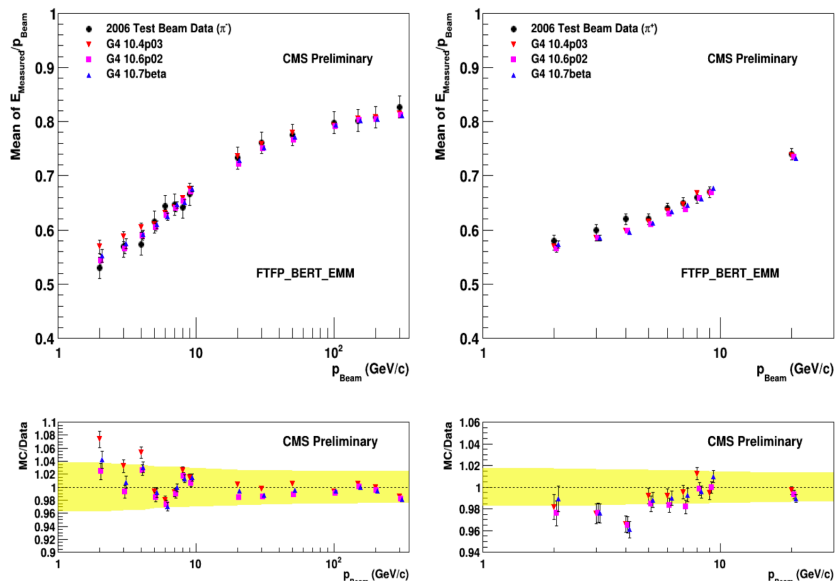 1
0.9
0.8
0.7
0.6
0.5
0.4
Mean of E_Measured/p_Beam
2006 Test Beam Data (π⁻)
G4 10.4p03
G4 10.6p02
G4 10.7beta
CMS Preliminary
FTFP_BERT_EMM
1 10 10²
p_Beam (GeV/c)
1
0.9
0.8
0.7
0.6
0.5
0.4
Mean of E_Measured/p_Beam
2006 Test Beam Data (π⁺)
G4 10.4p03
G4 10.6p02
G4 10.7beta
CMS Preliminary
FTFP_BERT_EMM
1 10
p_Beam (GeV/c)
MC/Data
1.1
1.08
1.06
1.04
1.02
1
0.98
0.96
0.94
0.92
0.9
CMS Preliminary
1 10 10²
p_Beam (GeV/c)
MC/Data
1.06
1.04
1.02
1
0.98
0.96
0.94
CMS Preliminary
1 10
p_Beam (GeV/c)